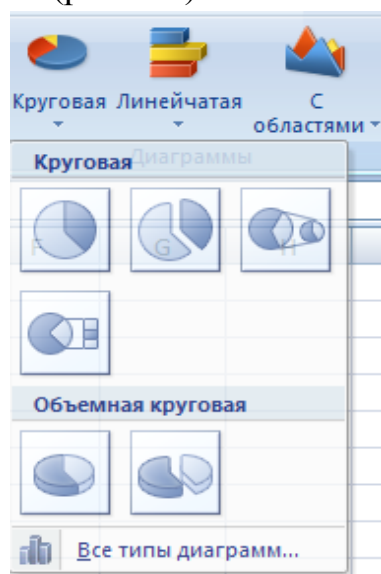 Круговая Линейчатая С
областями
Диаграммы
Круговая
F G H
Объемная круговая
Все типы диаграмм...